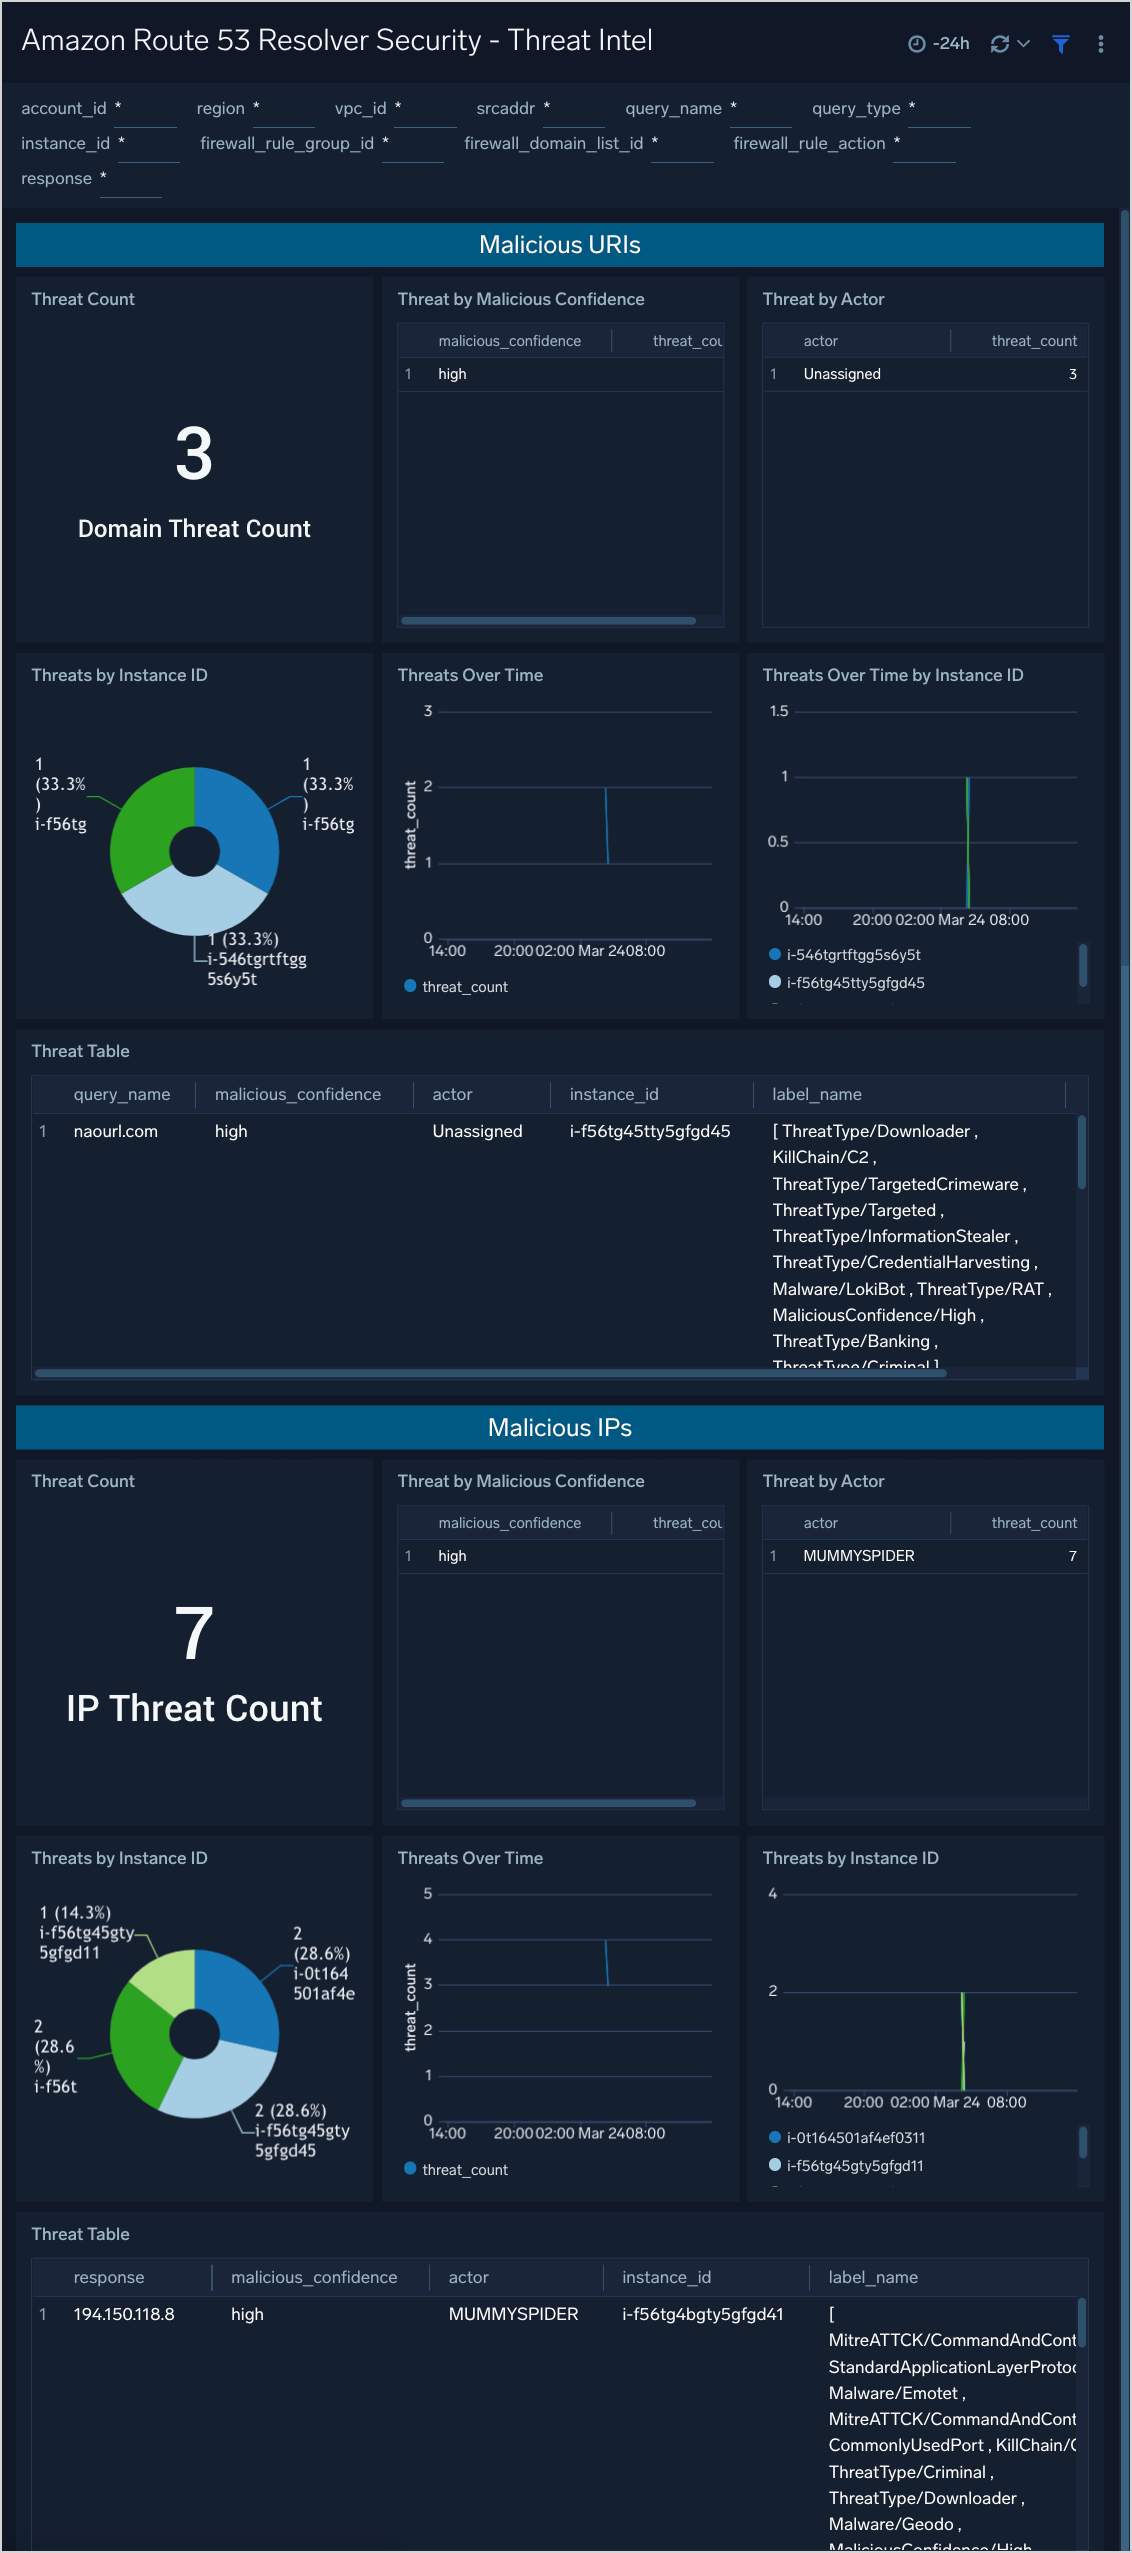 Amazon Route 53 Resolver Security - Threat Intel
-24h
account_id * region * vpc_id * srcaddr * query_name * query_type *
instance_id * firewall_rule_group_id * firewall_domain_list_id * firewall_rule_action *
response *
Malicious URIs
Threat Count
3
Domain Threat Count
Threat by Malicious Confidence
malicious_confidence threat_cou
1 high
Threat by Actor
actor threat_count
1 Unassigned 3
Threats by Instance ID
1
(33.3%
)
i-f56tg
1
(33.3%
)
i-f56tg
1 (33.3%)
i-546tgrtftgg
5s6y5t
Threats Over Time
threat_count
3
2
1
0
14:00 20:00 02:00 Mar 24 08:00
threat_count
Threats Over Time by Instance ID
1.5
1
0.5
0
14:00 20:00 02:00 Mar 24 08:00
i-546tgrtftgg5s6y5t
i-f56tg45tty5gfgd45
Threat Table
query_name malicious_confidence actor instance_id label_name
1 naourl.com high Unassigned i-f56tg45tty5gfgd45 [ ThreatType/Downloader ,
KillChain/C2 ,
ThreatType/TargetedCrimeware ,
ThreatType/Targeted ,
ThreatType/InformationStealer ,
ThreatType/CredentialHarvesting ,
Malware/LokiBot , ThreatType/RAT ,
MaliciousConfidence/High ,
ThreatType/Banking ,
ThreatType/Criminal ]
Malicious IPs
Threat Count
7
IP Threat Count
Threat by Malicious Confidence
malicious_confidence threat_cou
1 high
Threat by Actor
actor threat_count
1 MUMMYSPIDER 7
Threats by Instance ID
1 (14.3%)
i-f56tg45gty
5gfgd11
2
(28.6%)
i-0t164
501af4e
2
(28.6
%)
i-f56t
2 (28.6%)
i-f56tg45gty
5gfgd45
Threats Over Time
threat_count
5
4
3
2
1
0
14:00 20:00 02:00 Mar 24 08:00
threat_count
Threats by Instance ID
4
2
0
14:00 20:00 02:00 Mar 24 08:00
i-0t164501af4ef0311
i-f56tg45gty5gfgd11
Threat Table
response malicious_confidence actor instance_id label_name
1 194.150.118.8 high MUMMYSPIDER i-f56tg4bgty5gfgd41 [
MitreATTCK/CommandAndCont
StandardApplicationLayerProtoc
Malware/Emotet ,
MitreATTCK/CommandAndCont
CommonlyUsedPort , KillChain/C
ThreatType/Criminal ,
ThreatType/Downloader ,
Malware/Geodo ,
MaliciousConfidence/High